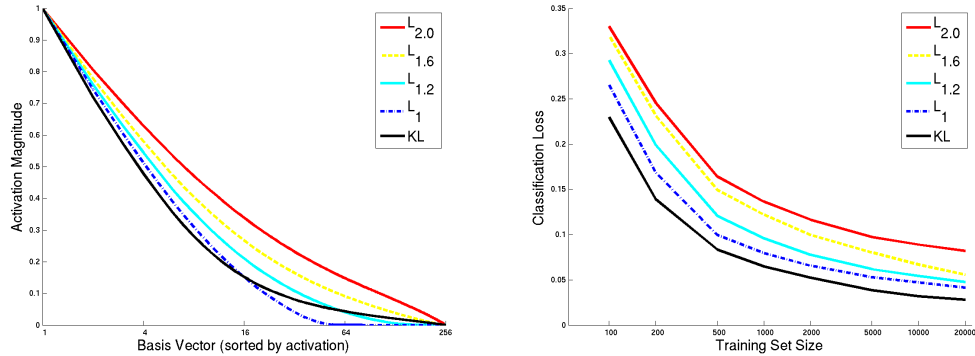 1
0.9
0.8
0.7
0.6
0.5
0.4
0.3
0.2
0.1
0
Activation Magnitude
1
4
16
64
256
Basis Vector (sorted by activation)
L2.0
L1.6
L1.2
L1
KL
0.35
0.3
0.25
0.2
0.15
0.1
0.05
0
Classification Loss
100
200
500
1000
2000
5000
10000
20000
Training Set Size
L2.0
L1.6
L1.2
L1
KL